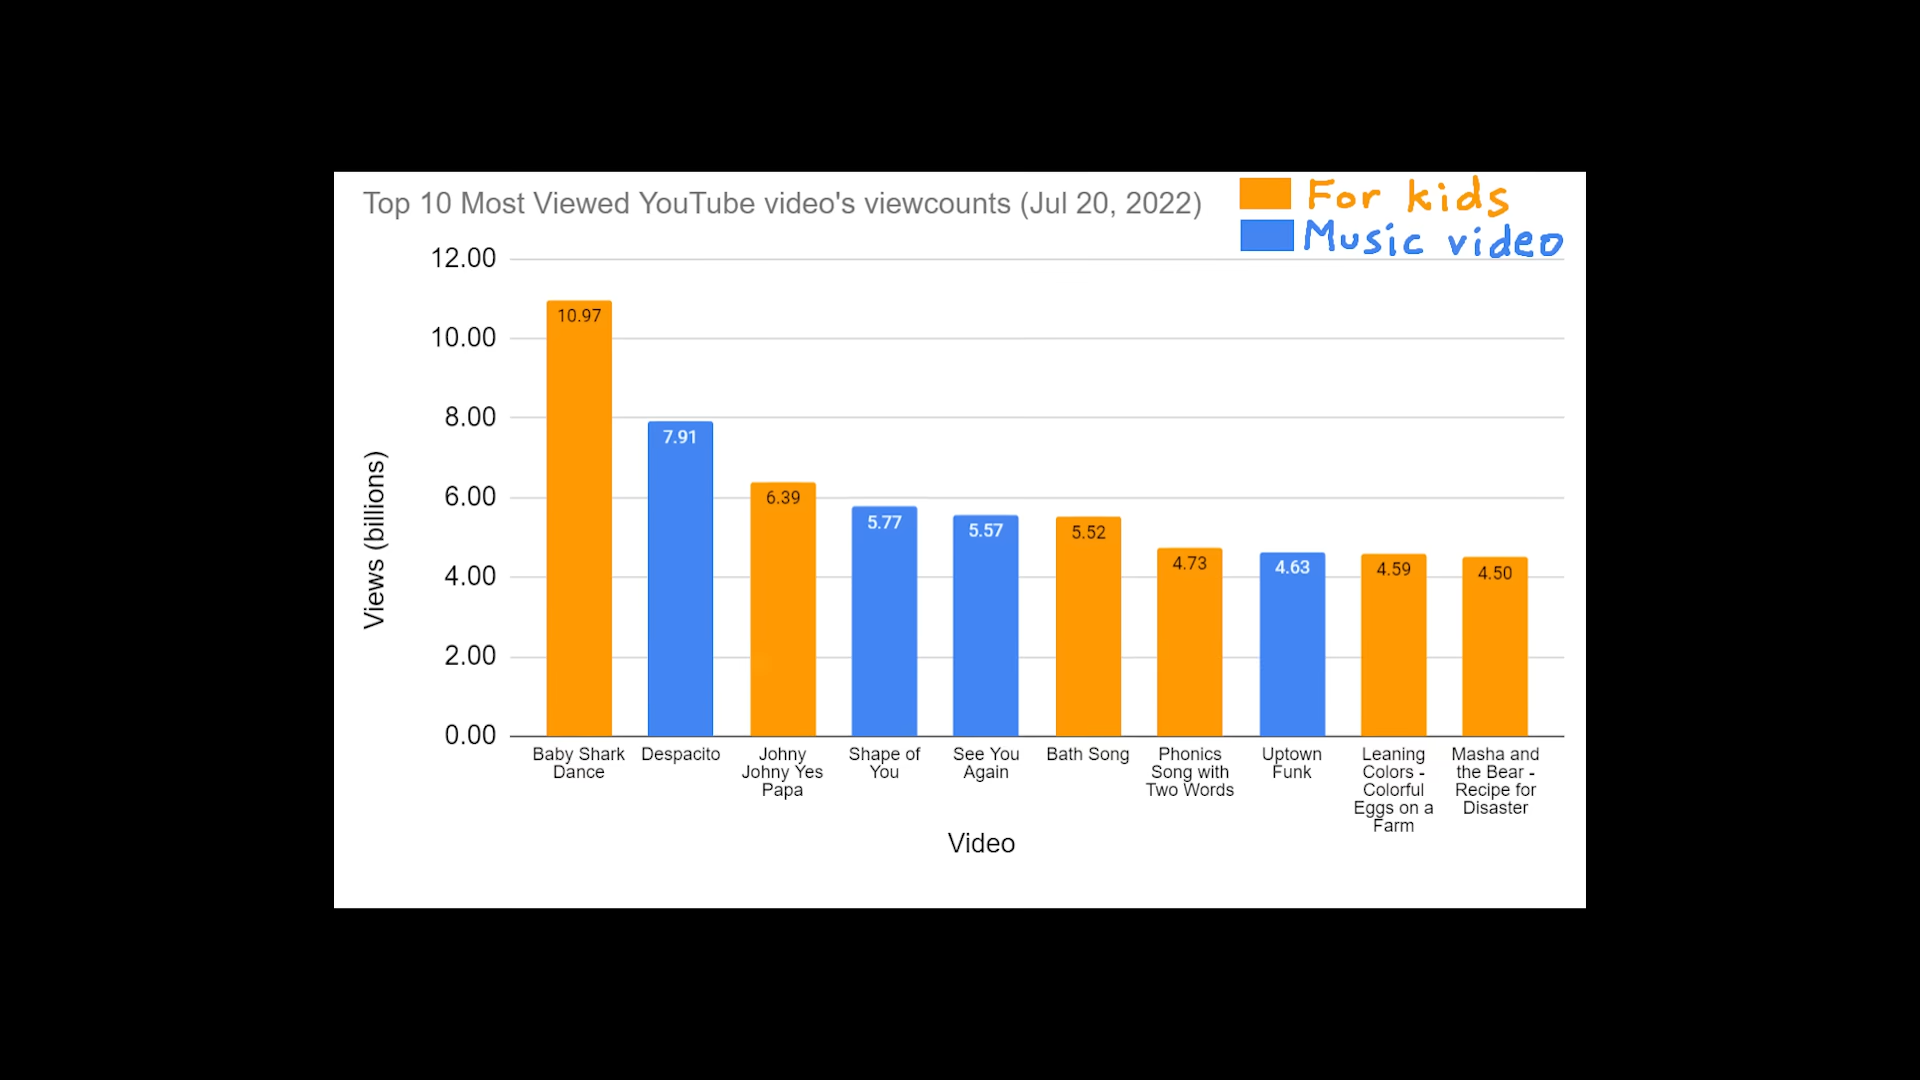 Top 10 Most Viewed YouTube video's viewcounts (Jul 20, 2022)
For kids
Music video
Views (billions)
12.00
10.00
8.00
6.00
4.00
2.00
0.00
10.97
7.91
6.39
5.77
5.57
5.52
4.73
4.63
4.59
4.50
Baby Shark
Dance
Despacito
Johny
Johny Yes
Papa
Shape of
You
See You
Again
Bath Song
Phonics
Song with
Two Words
Uptown
Funk
Leaning
Colors -
Colorful
Eggs on a
Farm
Masha and
the Bear -
Recipe for
Disaster
Video